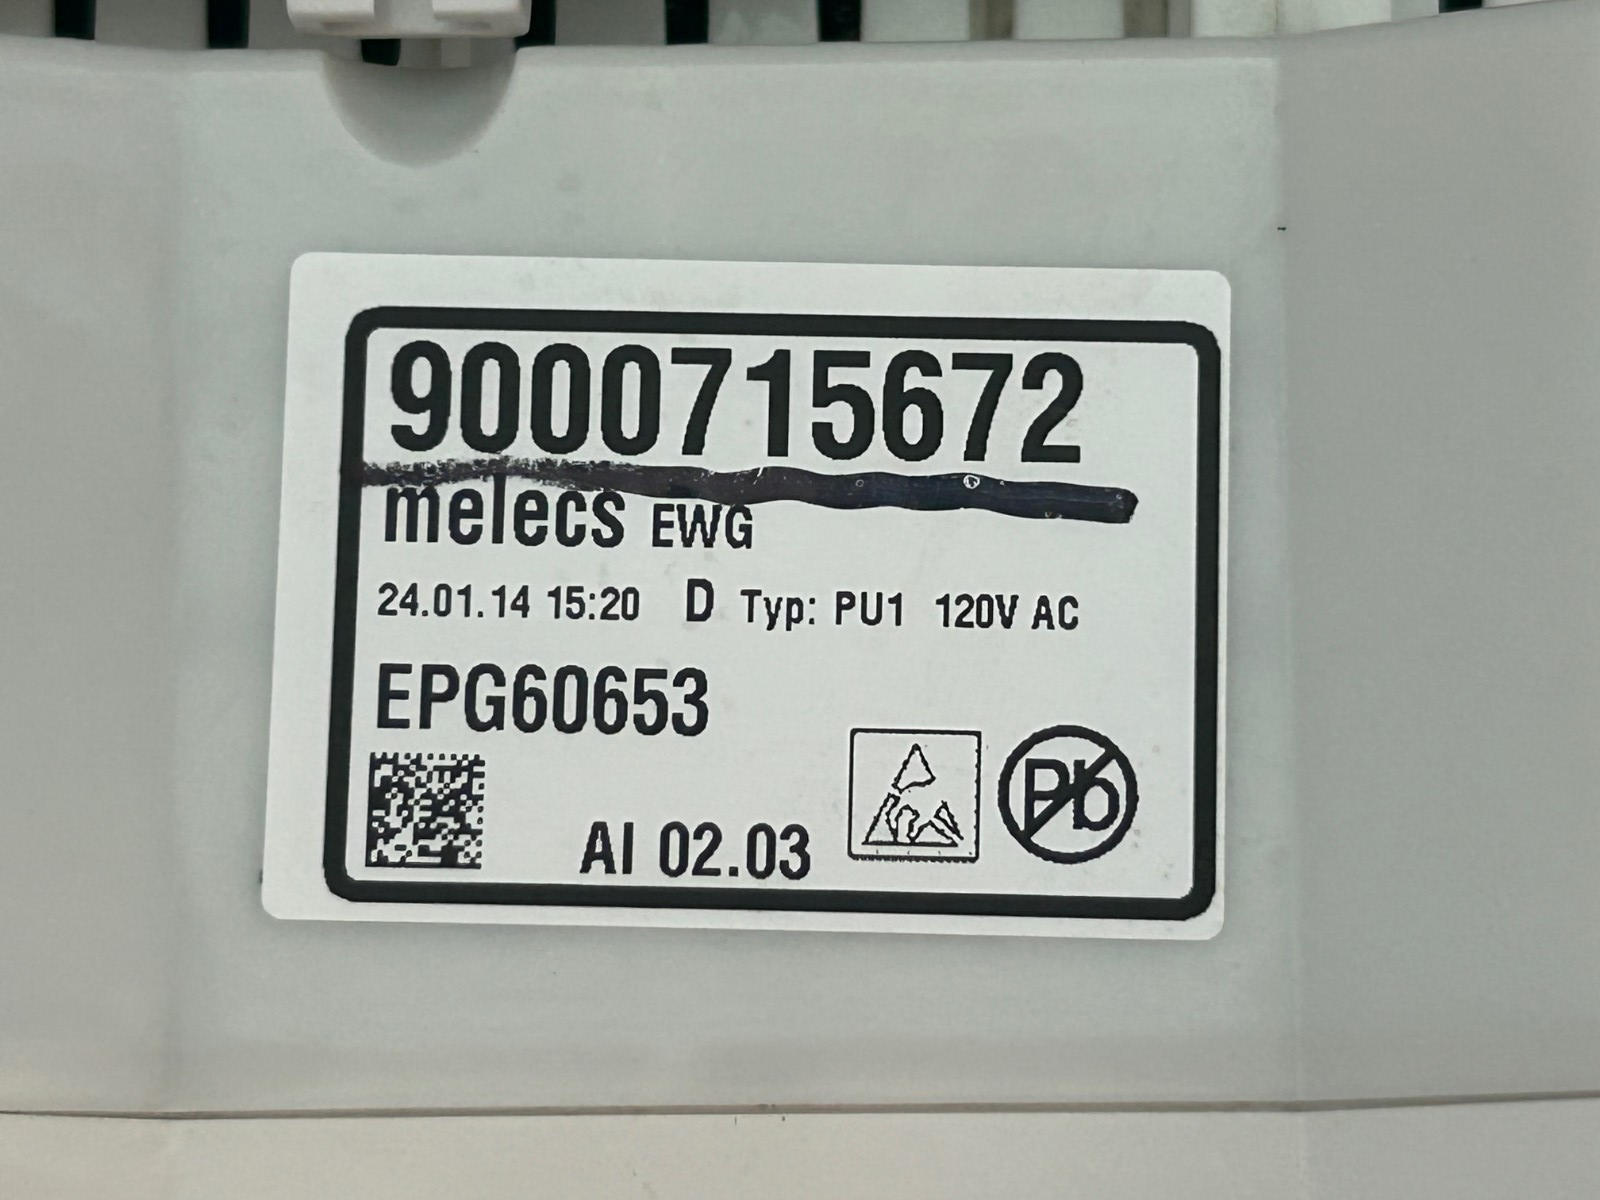 9000715672
melecs EWG
24.01.14 15:20 D Typ: PU1 120V AC
EPG60653
Pb
AI 02.03